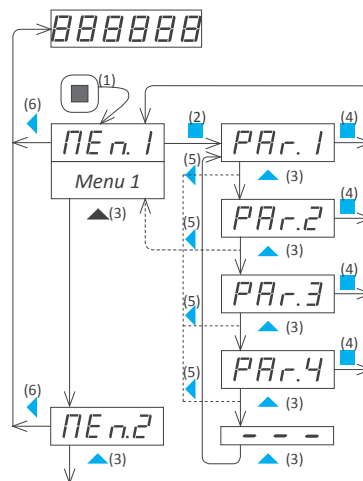 888888
(1)
(6)
(2)
(4)
MEn.1
PAr.1
(5)
(3)
Menu 1
(4)
(3)
PAr.2
(5)
(3)
(4)
PAr.3
(5)
(3)
(4)
PAr.4
(6)
(5)
(3)
MEn.2
- - -
(3)
(3)